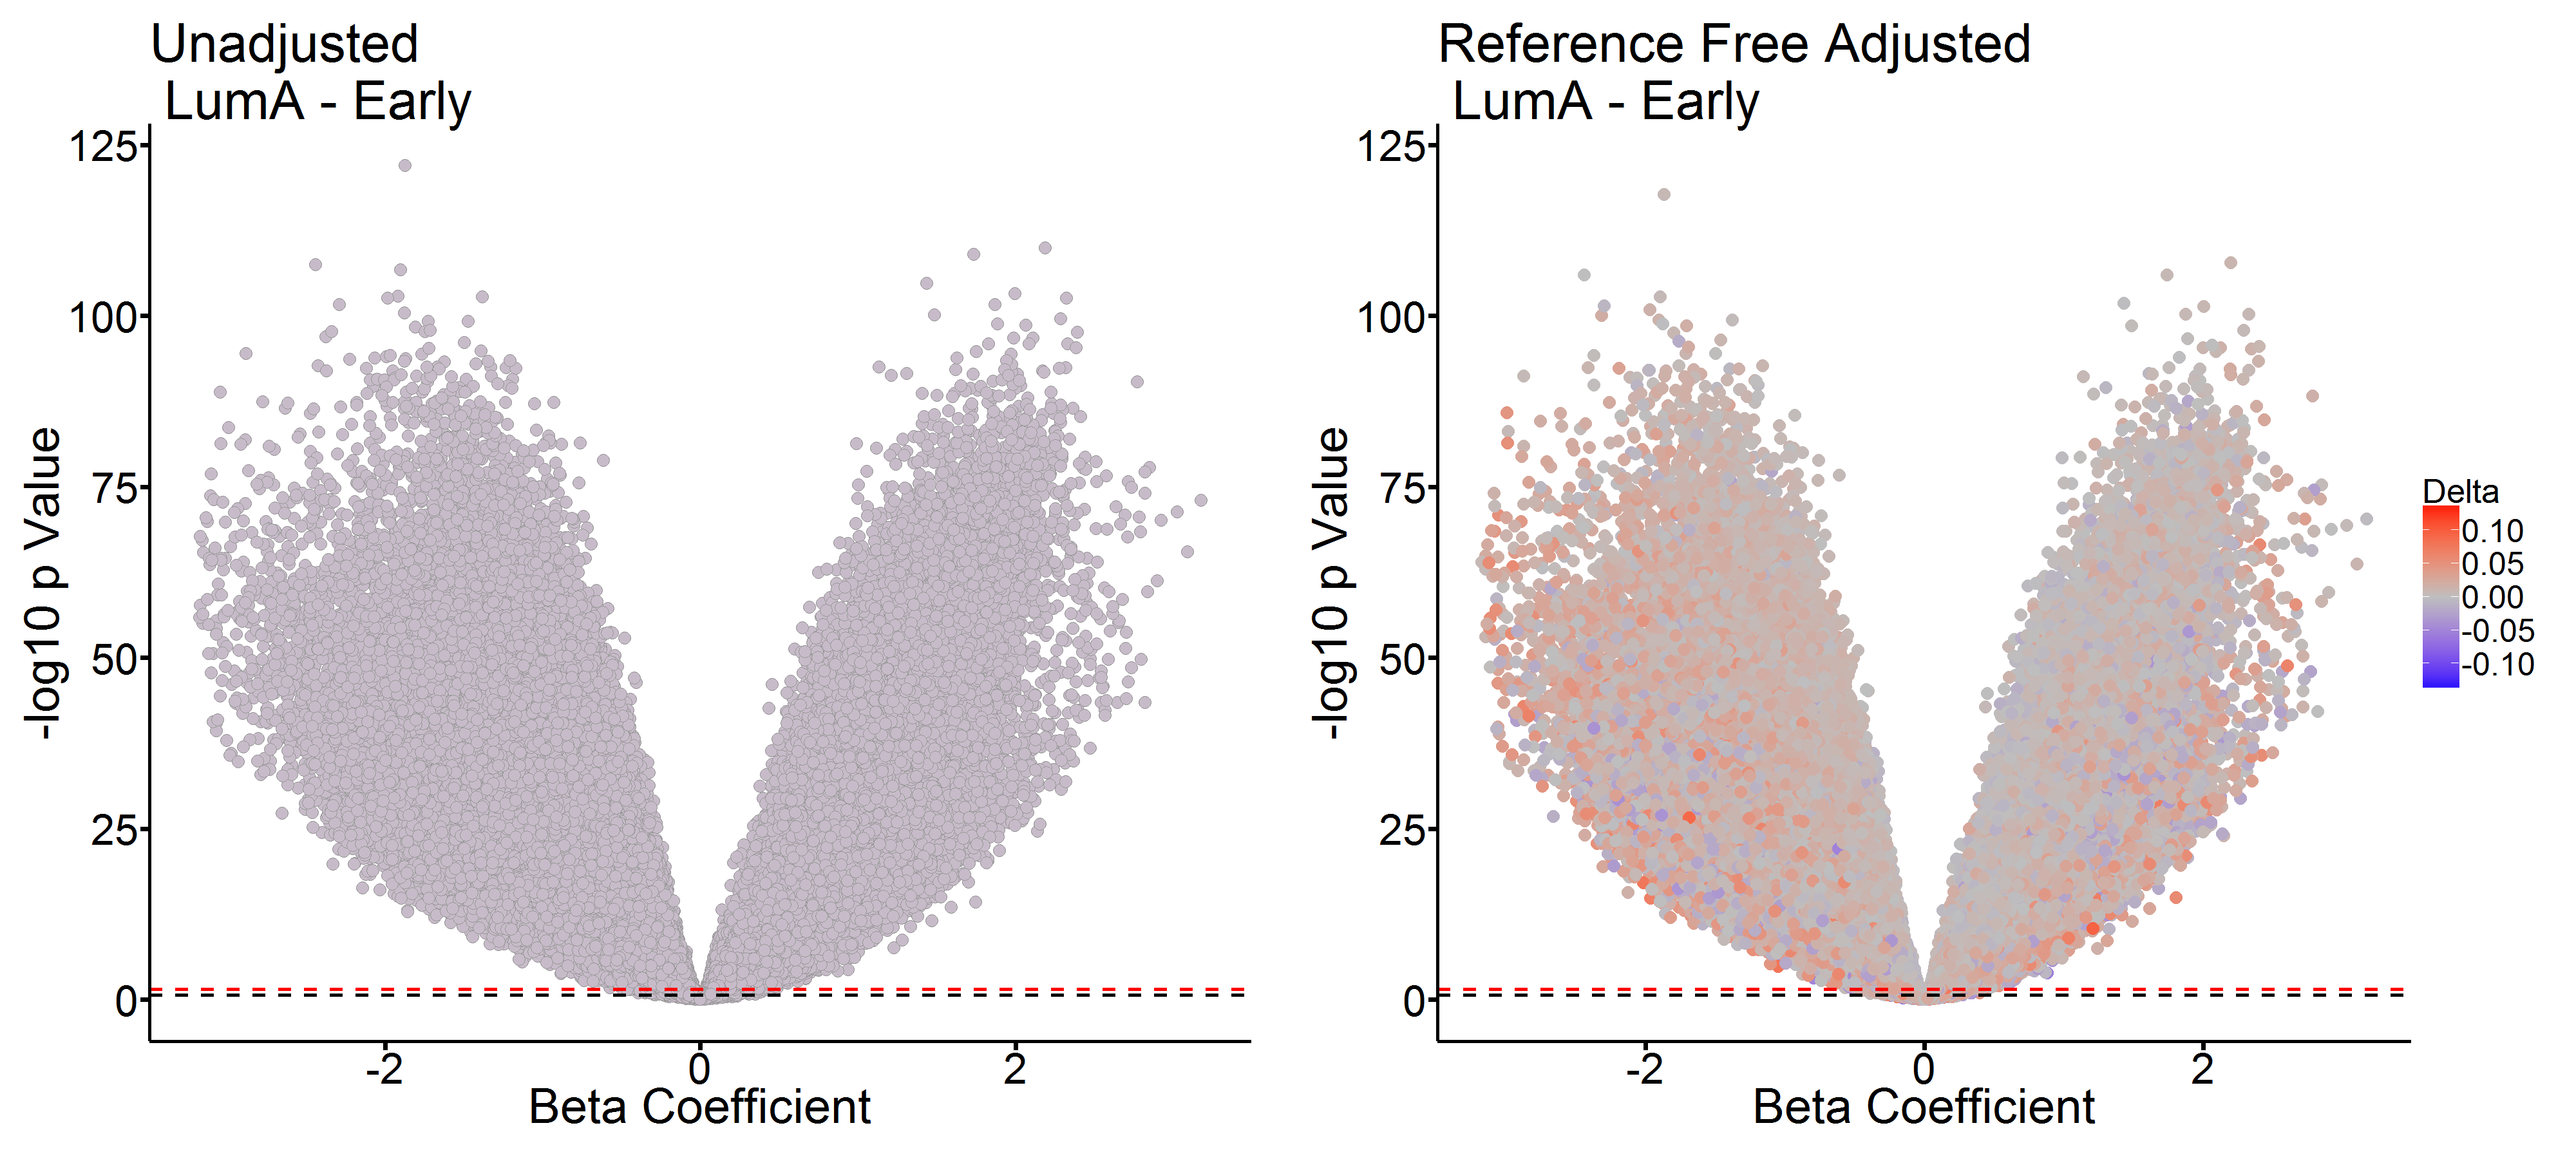 Unadjusted
LumA - Early
125
100
75
50
25
0
-log10 p Value
-2
0
2
Beta Coefficient
Reference Free Adjusted
LumA - Early
125
100
75
50
25
0
-log10 p Value
-2
0
2
Beta Coefficient
Delta
0.10
0.05
0.00
-0.05
-0.10